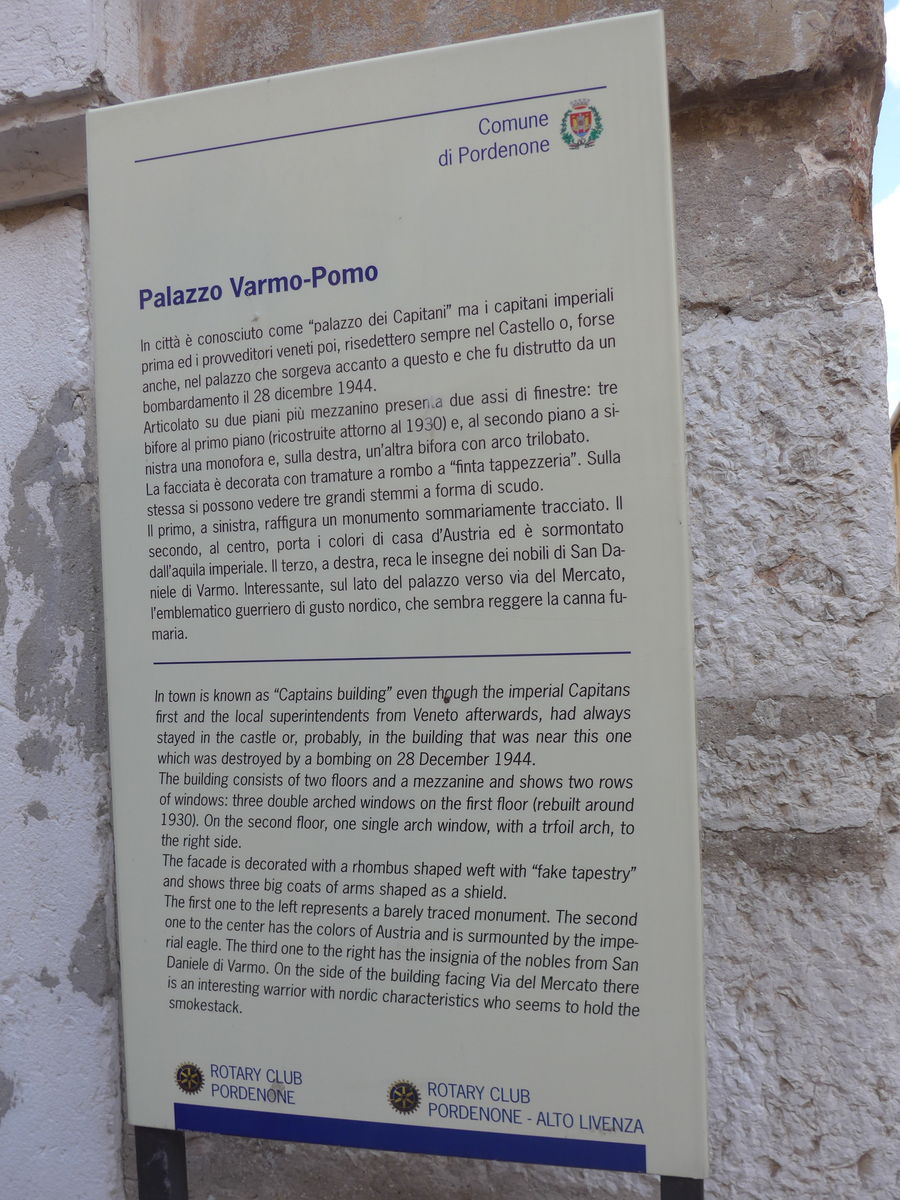 Comune
di Pordenone
Palazzo Varmo-Pomo
In città è conosciuto come “palazzo dei Capitani” ma i capitani imperiali
prima ed i provveditori veneti poi, risedettero sempre nel Castello o, forse
anche, nel palazzo che sorgeva accanto a questo e che fu distrutto da un
bombardamento il 28 dicembre 1944.
Articolato su due piani più mezzanino presenta due assi di finestre: tre
bifore al primo piano (ricostruite attorno al 1930) e, al secondo piano a si-
nistra una monofora e, sulla destra, un’altra bifora con arco trilobato.
La facciata è decorata con tramature a rombo a “finta tappezzeria”. Sulla
stessa si possono vedere tre grandi stemmi a forma di scudo.
Il primo, a sinistra, raffigura un monumento sommariamente tracciato. Il
secondo, al centro, porta i colori di casa d’Austria ed è sormontato
dall’aquila imperiale. Il terzo, a destra, reca le insegne dei nobili di San Da-
niele di Varmo. Interessante, sul lato del palazzo verso via del Mercato,
l’emblematico guerriero di gusto nordico, che sembra reggere la canna fu-
maria.
In town is known as “Captains building” even though the imperial Capitans
first and the local superintendents from Veneto afterwards, had always
stayed in the castle or, probably, in the building that was near this one
which was destroyed by a bombing on 28 December 1944.
The building consists of two floors and a mezzanine and shows two rows
of windows: three double arched windows on the first floor (rebuilt around
1930). On the second floor, one single arch window, with a trfoil arch, to
the right side.
The facade is decorated with a rhombus shaped weft with “fake tapestry”
and shows three big coats of arms shaped as a shield.
The first one to the left represents a barely traced monument. The second
one to the center has the colors of Austria and is surmounted by the impe-
rial eagle. The third one to the right has the insignia of the nobles from San
Daniele di Varmo. On the side of the building facing Via del Mercato there
is an interesting warrior with nordic characteristics who seems to hold the
smokestack.
ROTARY CLUB
PORDENONE
ROTARY CLUB
PORDENONE - ALTO LIVENZA